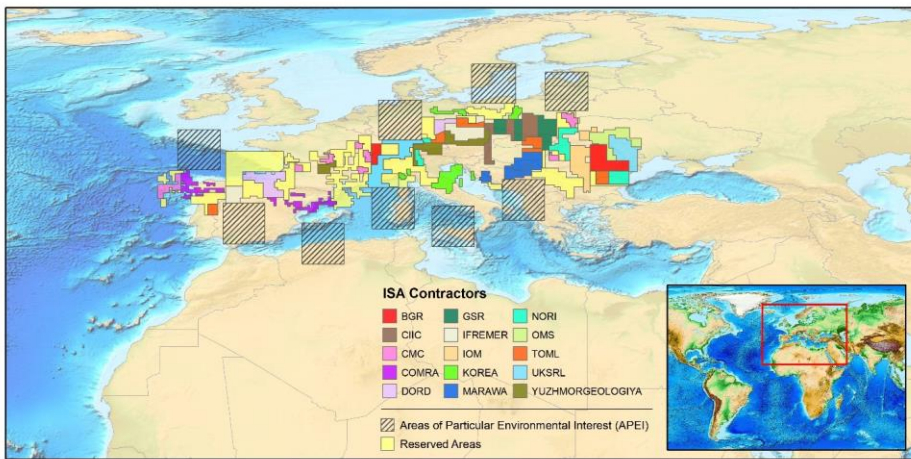 ISA Contractors
BGR GSR NORI
CIIC IFREMER OMS
CMC IOM TOML
COMRA KOREA UKSRL
DORD MARAWA YUZHMORGEOLOGIYA
Areas of Particular Environmental Interest (APEI)
Reserved Areas